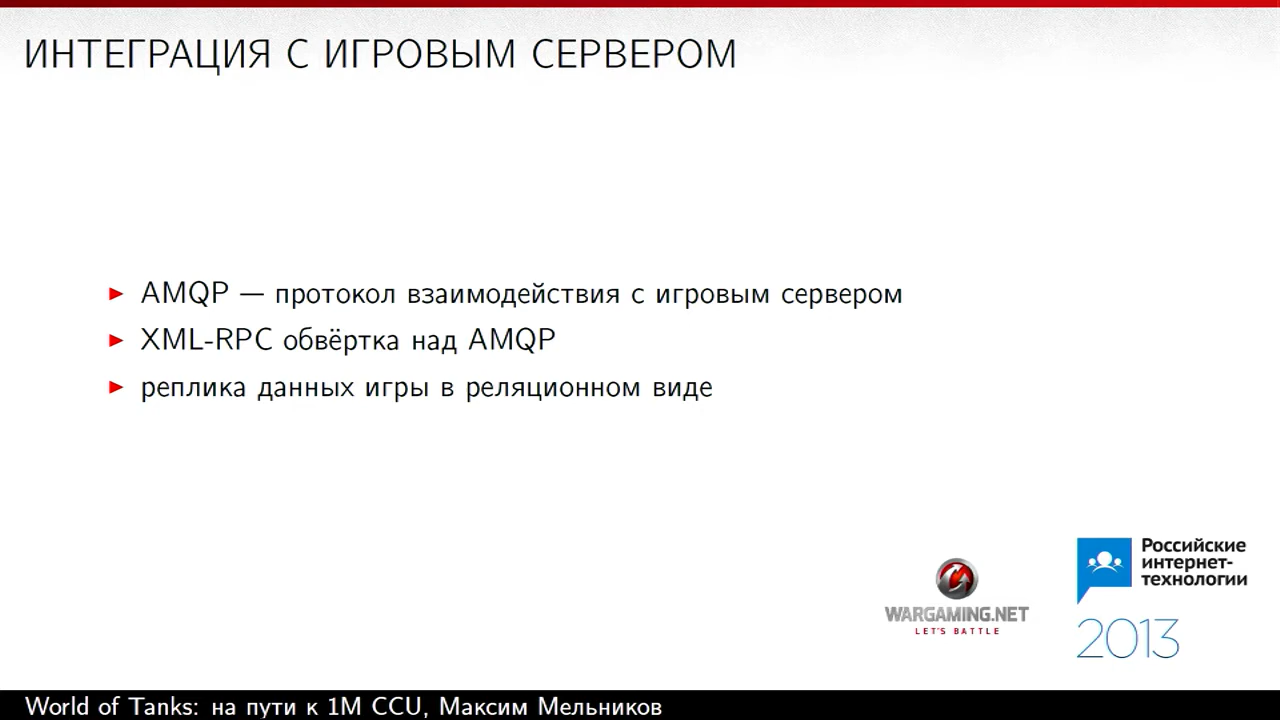 ИНТЕГРАЦИЯ С ИГРОВЫМ СЕРВЕРОМ
AMQP — протокол взаимодействия с игровым сервером
XML-RPC обвёртка над AMQP
реплика данных игры в реляционном виде
WARGAMING.NET
LET'S BATTLE
Российские
интернет-
технологии
2013
World of Tanks: на пути к 1M CCU, Максим Мельников